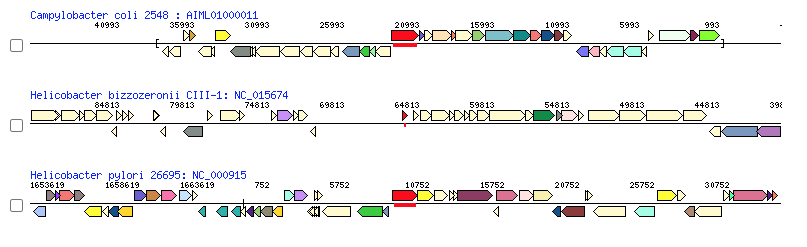 Campylobacter coli 2548 : AIML01000011
40993 35993 30993 25993 20993 15993 10993 5993 993
Helicobacter bizzozeronii CIII-1: NC_015674
84813 79813 74813 69813 64813 59813 54813 49813 44813 398
Helicobacter pylori 26695: NC_000915
1653619 1658619 1663619 752 5752 10752 15752 20752 25752 30752